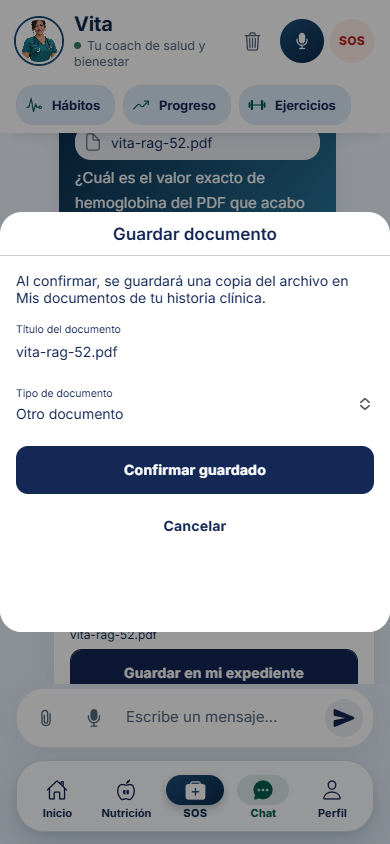 Vita
Tu coach de salud y
bienestar
SOS
Hábitos
Progreso
Ejercicios
vita-rag-52.pdf
¿Cuál es el valor exacto de
hemoglobina del PDF que acabo
Guardar documento
Al confirmar, se guardará una copia del archivo en
Mis documentos de tu historia clínica.
Título del documento
vita-rag-52.pdf
Tipo de documento
Otro documento
Confirmar guardado
Cancelar
vita-rag-52.pdf
Guardar en mi expediente
Escribe un mensaje...
Inicio
Nutrición
SOS
Chat
Perfil